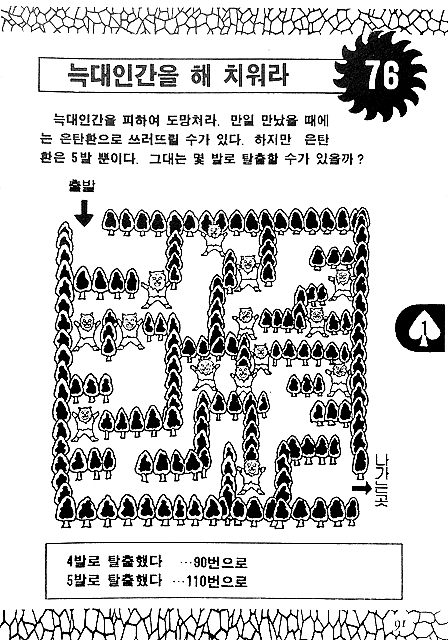 늑대인간을 해 치워라
76
늑대인간을 피하여 도망쳐라. 만일 만났을 때에
는 은탄환으로 쓰러뜨릴 수가 있다. 하지만 은탄
환은 5발 뿐이다. 그대는 몇 발로 탈출할 수가 있을까?
출발
1
나가는곳
4발로 탈출했다 …90번으로
5발로 탈출했다 …110번으로
91